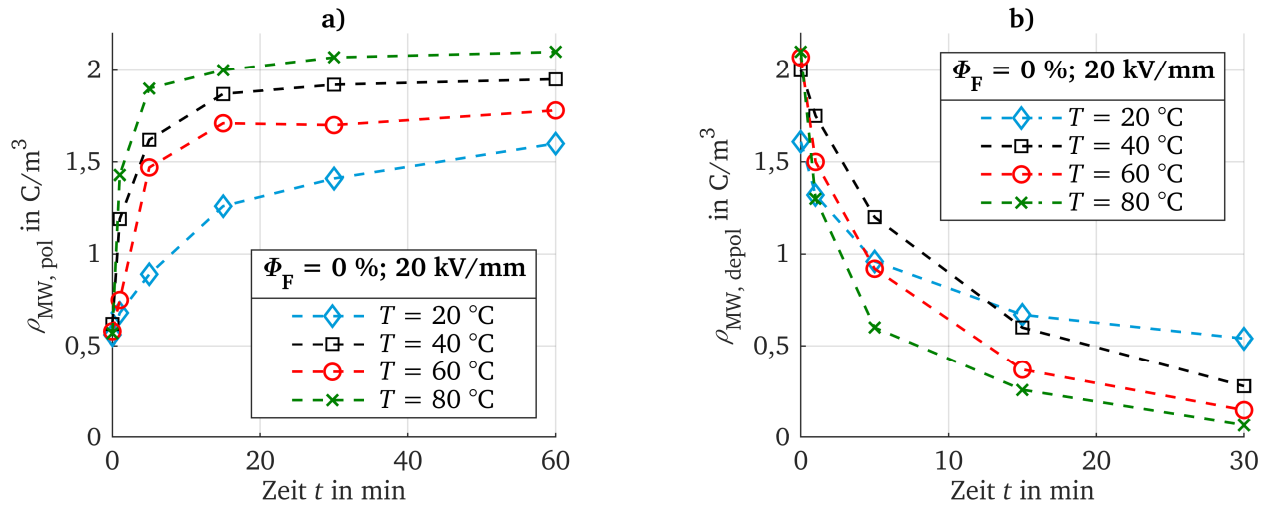 a)
2
1,5
1
0,5
0
0
20
40
60
Zeit t in min
ρMW, pol in C/m³
ΦF = 0 %; 20 kV/mm
T = 20 °C
T = 40 °C
T = 60 °C
T = 80 °C
b)
2
1,5
1
0,5
0
0
10
20
30
Zeit t in min
ρMW, depol in C/m³
ΦF = 0 %; 20 kV/mm
T = 20 °C
T = 40 °C
T = 60 °C
T = 80 °C